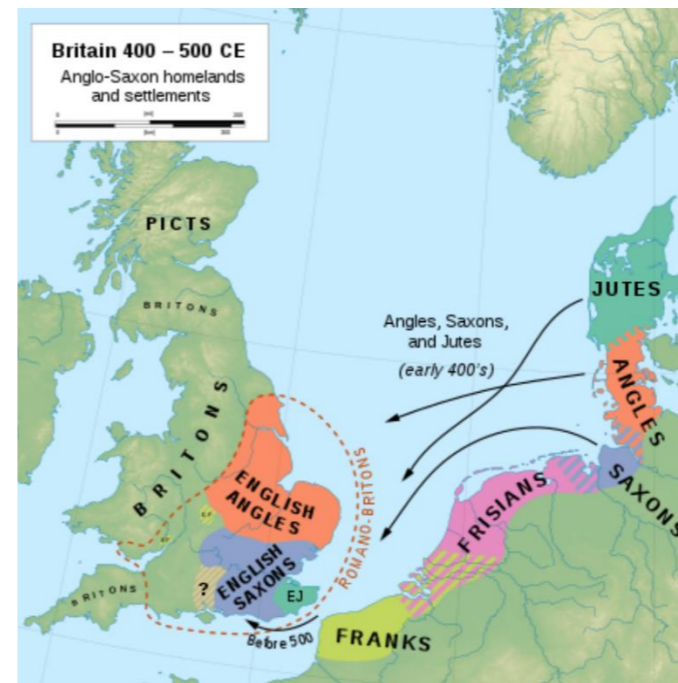 Britain 400 – 500 CE
Anglo-Saxon homelands
and settlements
PICTS
BRITONS
JUTES
Angles, Saxons,
and Jutes
(early 400's)
ANGLES
BRITONS
ROMANO-BRITONS
ENGLISH
ANGLES
FRISIANS
SAXONS
ENGLISH
SAXONS
?
EJ
BRITONS
Before 500
FRANKS